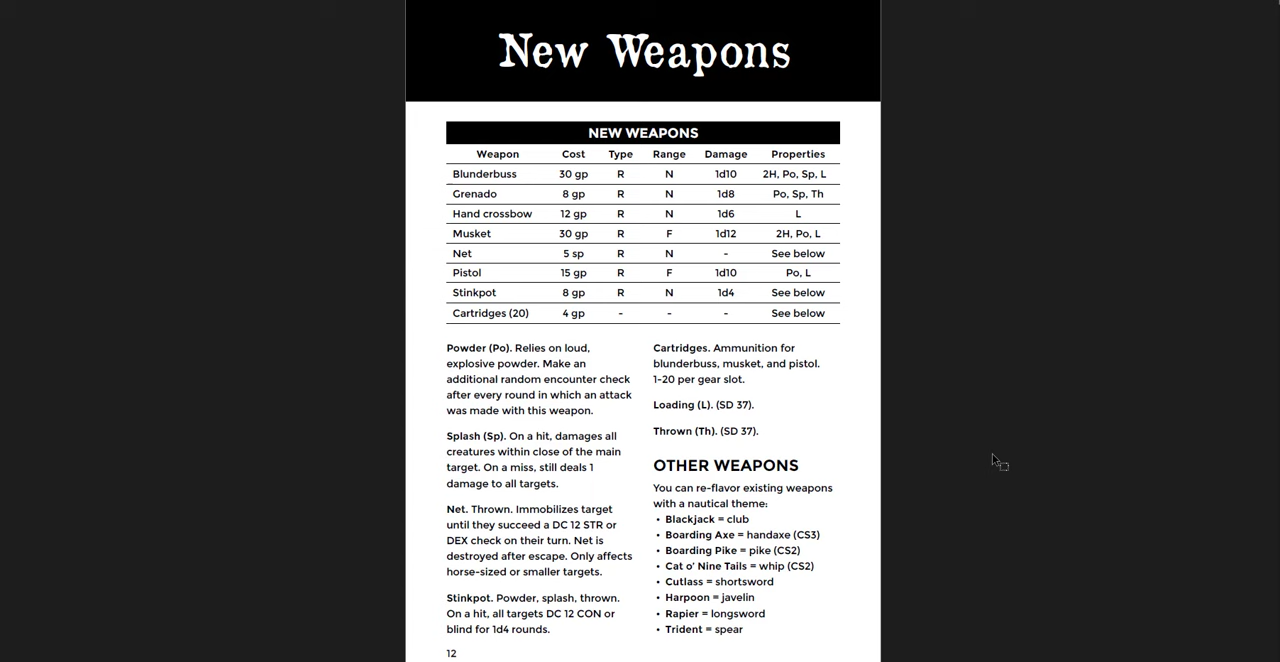 New Weapons
NEW WEAPONS
Weapon Cost Type Range Damage Properties
Blunderbuss 30 gp R N 1d10 2H, Po, Sp, L
Grenado 8 gp R N 1d8 Po, Sp, Th
Hand crossbow 12 gp R N 1d6 L
Musket 30 gp R F 1d12 2H, Po, L
Net 5 sp R N - See below
Pistol 15 gp R F 1d10 Po, L
Stinkpot 8 gp R N 1d4 See below
Cartridges (20) 4 gp - - - See below
Powder (Po). Relies on loud,
explosive powder. Make an
additional random encounter check
after every round in which an attack
was made with this weapon.
Splash (Sp). On a hit, damages all
creatures within close of the main
target. On a miss, still deals 1
damage to all targets.
Net. Thrown. Immobilizes target
until they succeed a DC 12 STR or
DEX check on their turn. Net is
destroyed after escape. Only affects
horse-sized or smaller targets.
Stinkpot. Powder, splash, thrown.
On a hit, all targets DC 12 CON or
blind for 1d4 rounds.
Cartridges. Ammunition for
blunderbuss, musket, and pistol.
1-20 per gear slot.
Loading (L). (SD 37).
Thrown (Th). (SD 37).
OTHER WEAPONS
You can re-flavor existing weapons
with a nautical theme:
• Blackjack = club
• Boarding Axe = handaxe (CS3)
• Boarding Pike = pike (CS2)
• Cat o' Nine Tails = whip (CS2)
• Cutlass = shortsword
• Harpoon = javelin
• Rapier = longsword
• Trident = spear
12